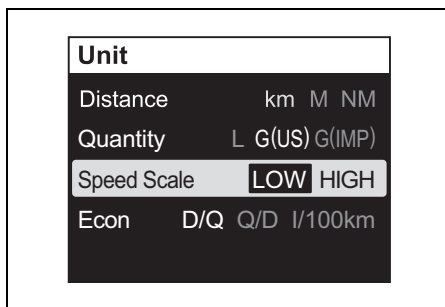 Unit
Distance km M NM
Quantity L G(US) G(IMP)
Speed Scale LOW HIGH
Econ D/Q Q/D l/100km